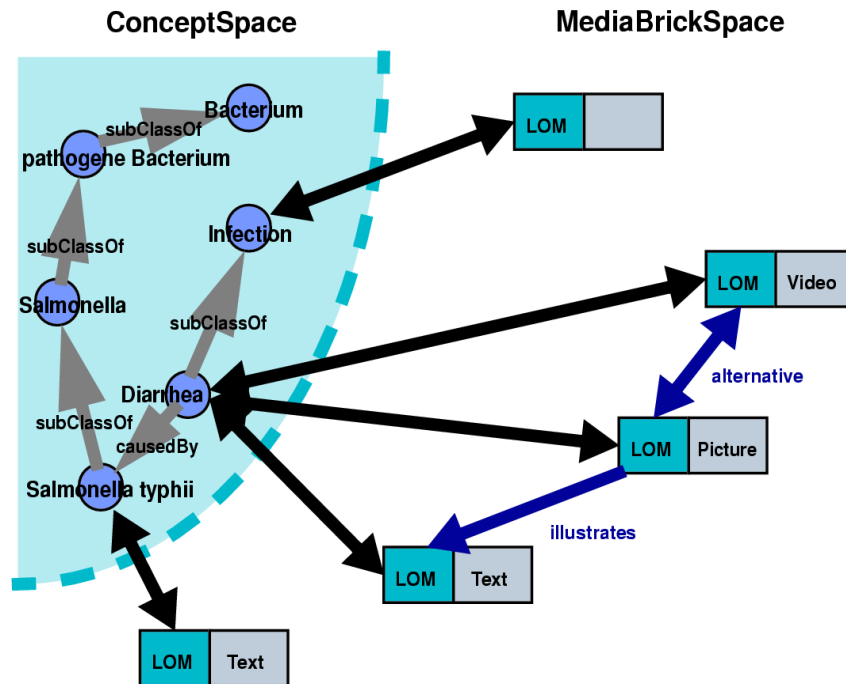 ConceptSpace
MediaBrickSpace
Bacterium
subClassOf
pathogene Bacterium
LOM
Infection
subClassOf
Salmonella
LOM Video
subClassOf
alternative
Diarrhea
subClassOf
causedBy
LOM Picture
Salmonella typhii
illustrates
LOM Text
LOM Text